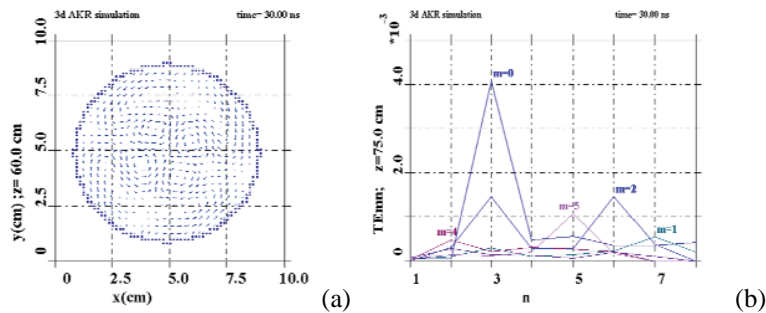 3d AKR simulation time= 30.00 ns
10.0
7.5
5.0
2.5
0
y(cm) ;z= 60.0 cm
0 2.5 5.0 7.5 10.0
x(cm)
(a)
3d AKR simulation time= 30.00 ns
*10 -3
4.0
2.0
0
TEmn; z=75.0 cm
m=0
m=2
m=5
m=4
m=1
1 3 5 7
n
(b)